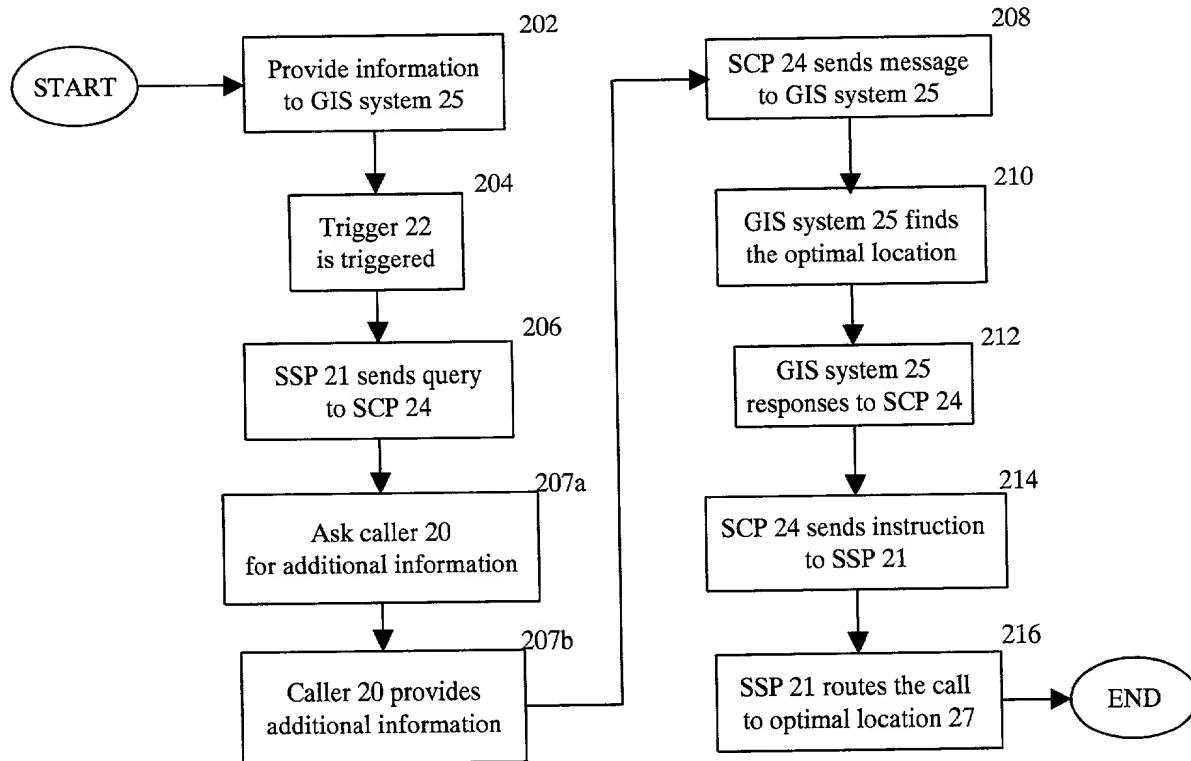 START
202
Provide information
to GIS system 25
204
Trigger 22
is triggered
206
SSP 21 sends query
to SCP 24
207a
Ask caller 20
for additional information
207b
Caller 20 provides
additional information
208
SCP 24 sends message
to GIS system 25
210
GIS system 25 finds
the optimal location
212
GIS system 25
responses to SCP 24
214
SCP 24 sends instruction
to SSP 21
216
SSP 21 routes the call
to optimal location 27
END